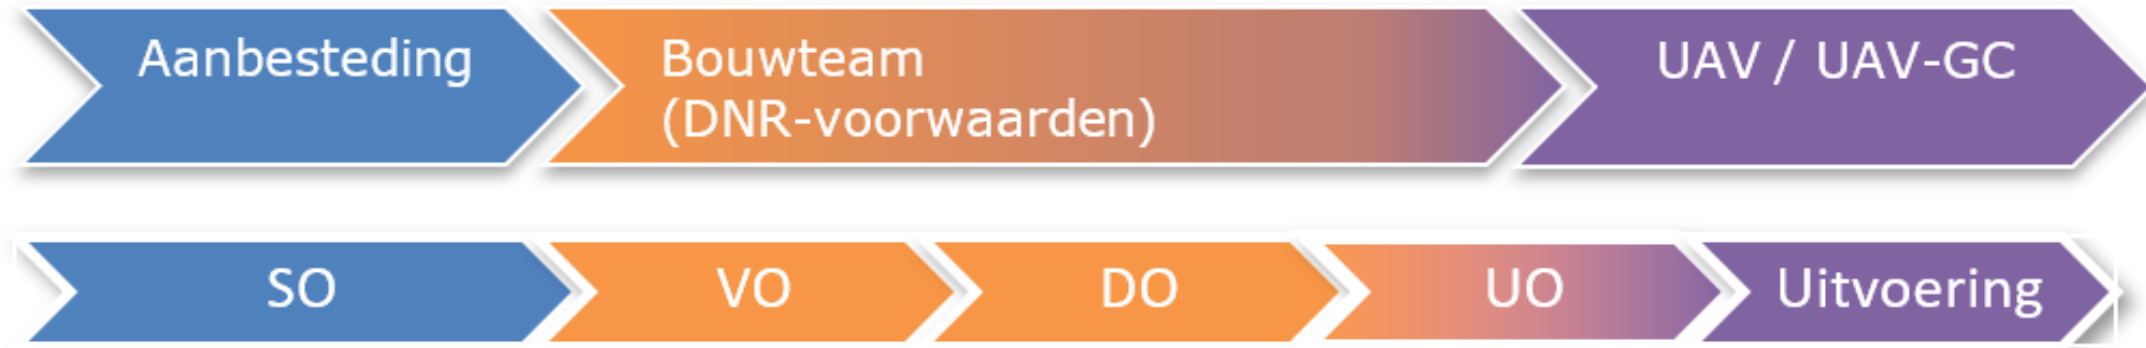 Aanbesteding
Bouwteam
(DNR-voorwaarden)
UAV / UAV-GC
SO
VO
DO
UO
Uitvoering